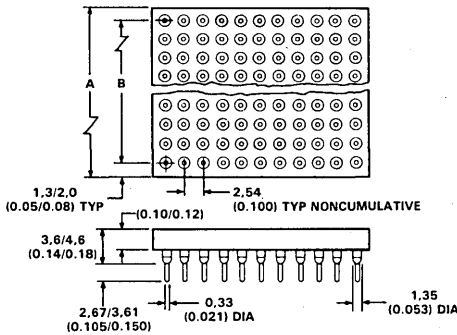 A
B
1,3/2,0
(0.05/0.08) TYP
2,54
(0.100) TYP NONCUMULATIVE
(0.10/0.12)
3,6/4,6
(0.14/0.18)
2,67/3,61
(0.105/0.150)
0,33
(0.021) DIA
1,35
(0.053) DIA